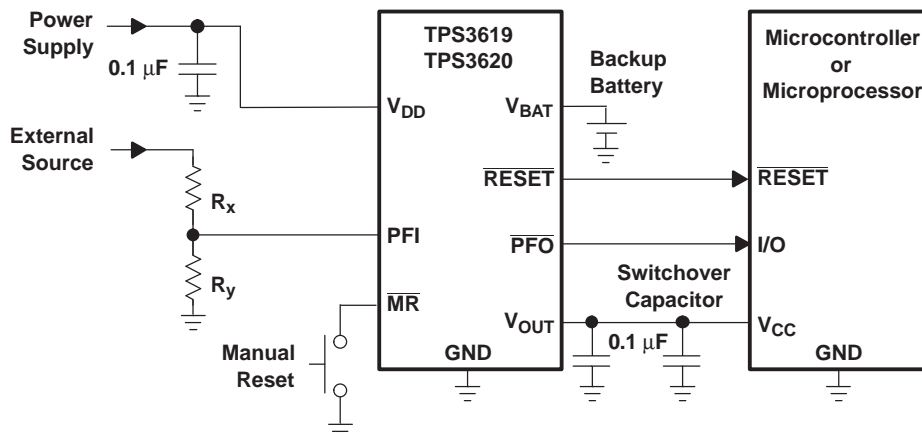 Power
Supply
0.1 μF
TPS3619
TPS3620
Backup
Battery
Microcontroller
or
Microprocessor
VDD
VBAT
External
Source
RESET
RESET
Rx
PFI
PFO
I/O
Ry
Switchover
Capacitor
MR
VOUT
0.1 μF
VCC
Manual
Reset
GND
GND